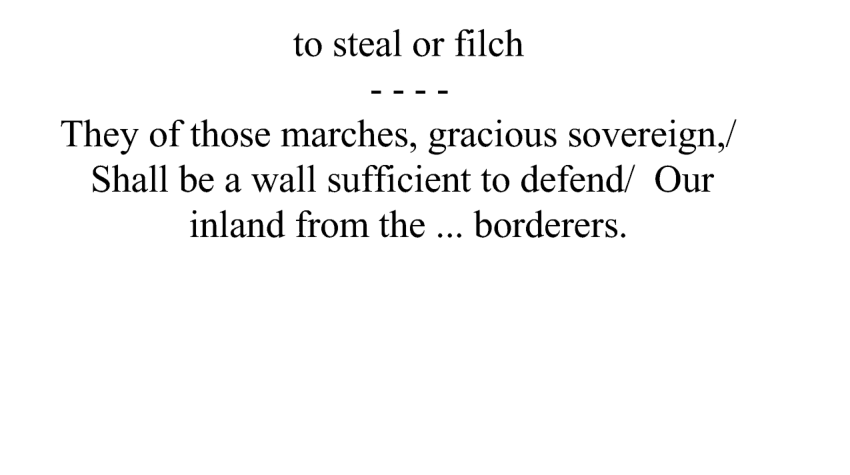 to steal or filch
- - - -
They of those marches, gracious sovereign,/
Shall be a wall sufficient to defend/  Our
inland from the ... borderers.